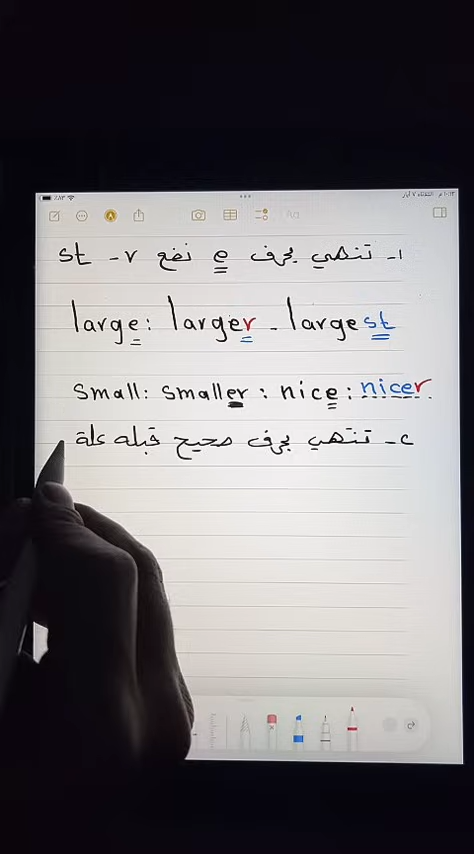 ١- تنتهي بحرف e نضع st - r
large: larger - largest
Small: smaller : nice : nicer
٢- تنتهي بحرف صحيح قبله علة